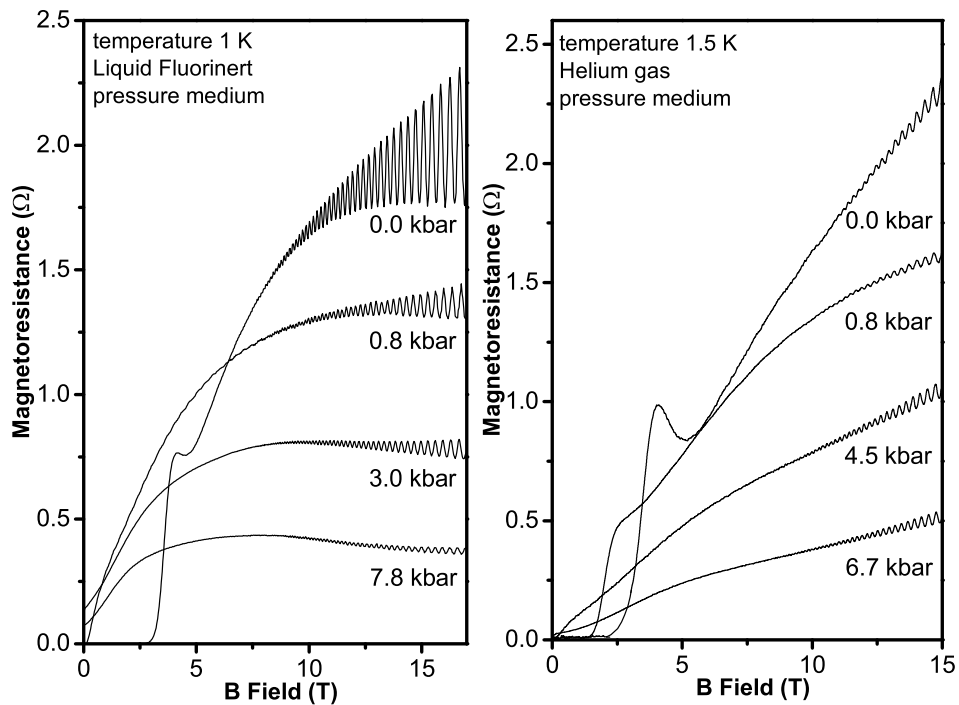 temperature 1 K
Liquid Fluorinert
pressure medium
0.0 kbar
0.8 kbar
3.0 kbar
7.8 kbar
Magnetoresistance (Ω)
2.5
2.0
1.5
1.0
0.5
0.0
0
5
10
15
B Field (T)
temperature 1.5 K
Helium gas
pressure medium
0.0 kbar
0.8 kbar
4.5 kbar
6.7 kbar
Magnetoresistance (Ω)
2.5
2.0
1.5
1.0
0.5
0.0
0
5
10
15
B Field (T)